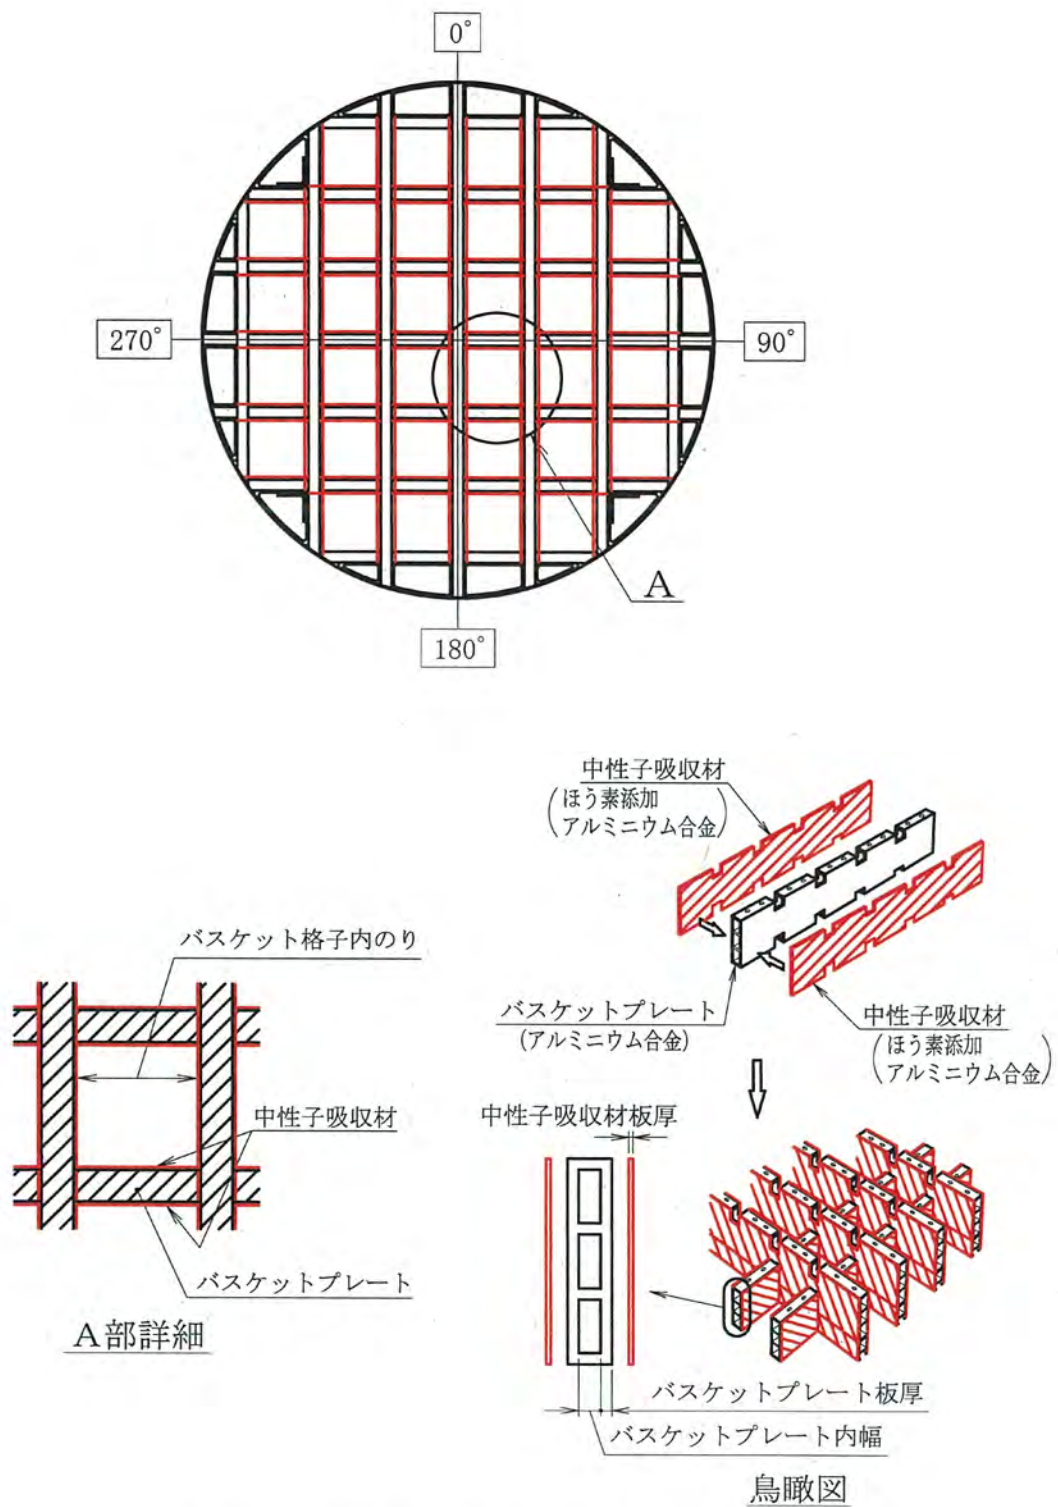 0°
270°
90°
A
180°
中性子吸収材
(ほう素添加
アルミニウム合金)
バスケット格子内のり
バスケットプレート
(アルミニウム合金)
中性子吸収材
(ほう素添加
アルミニウム合金)
中性子吸収材
中性子吸収材板厚
バスケットプレート
A部詳細
バスケットプレート板厚
バスケットプレート内幅
鳥瞰図